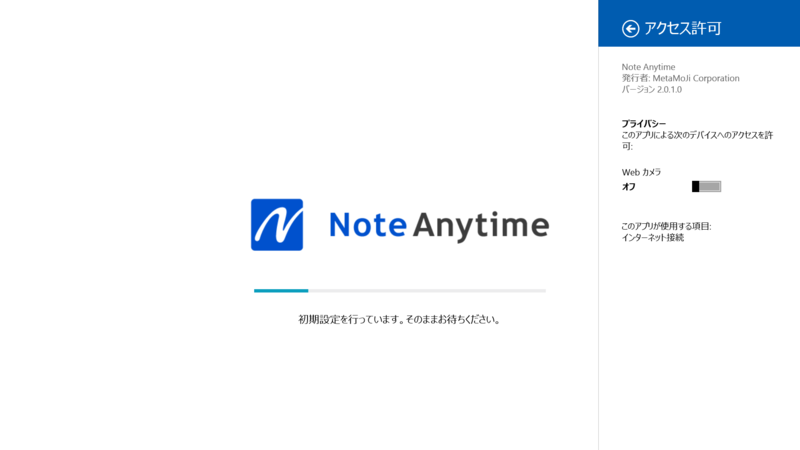 Note Anytime
初期設定を行っています。そのままお待ちください。
アクセス許可
Note Anytime
発行者: MetaMoJi Corporation
バージョン 2.0.1.0
プライバシー
このアプリによる次のデバイスへのアクセスを許
可:
Web カメラ
オフ
このアプリが使用する項目:
インターネット接続